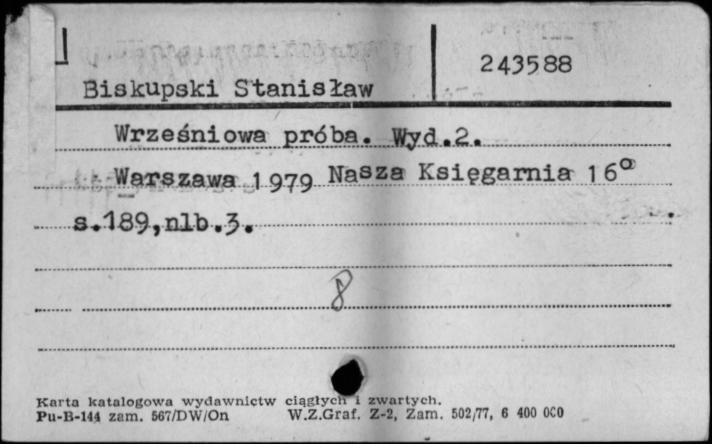 243588
Biskupski Stanisław
Wrześniowa próba. Wyd.2.
Warszawa 1979 Nasza Księgarnia 16°
s.189,nlb.3.
8
Karta katalogowa wydawnictw ciągłych i zwartych.
Pu-B-144 zam. 567/DW/On W.Z.Graf. Z-2, Zam. 502/77, 6 400 000